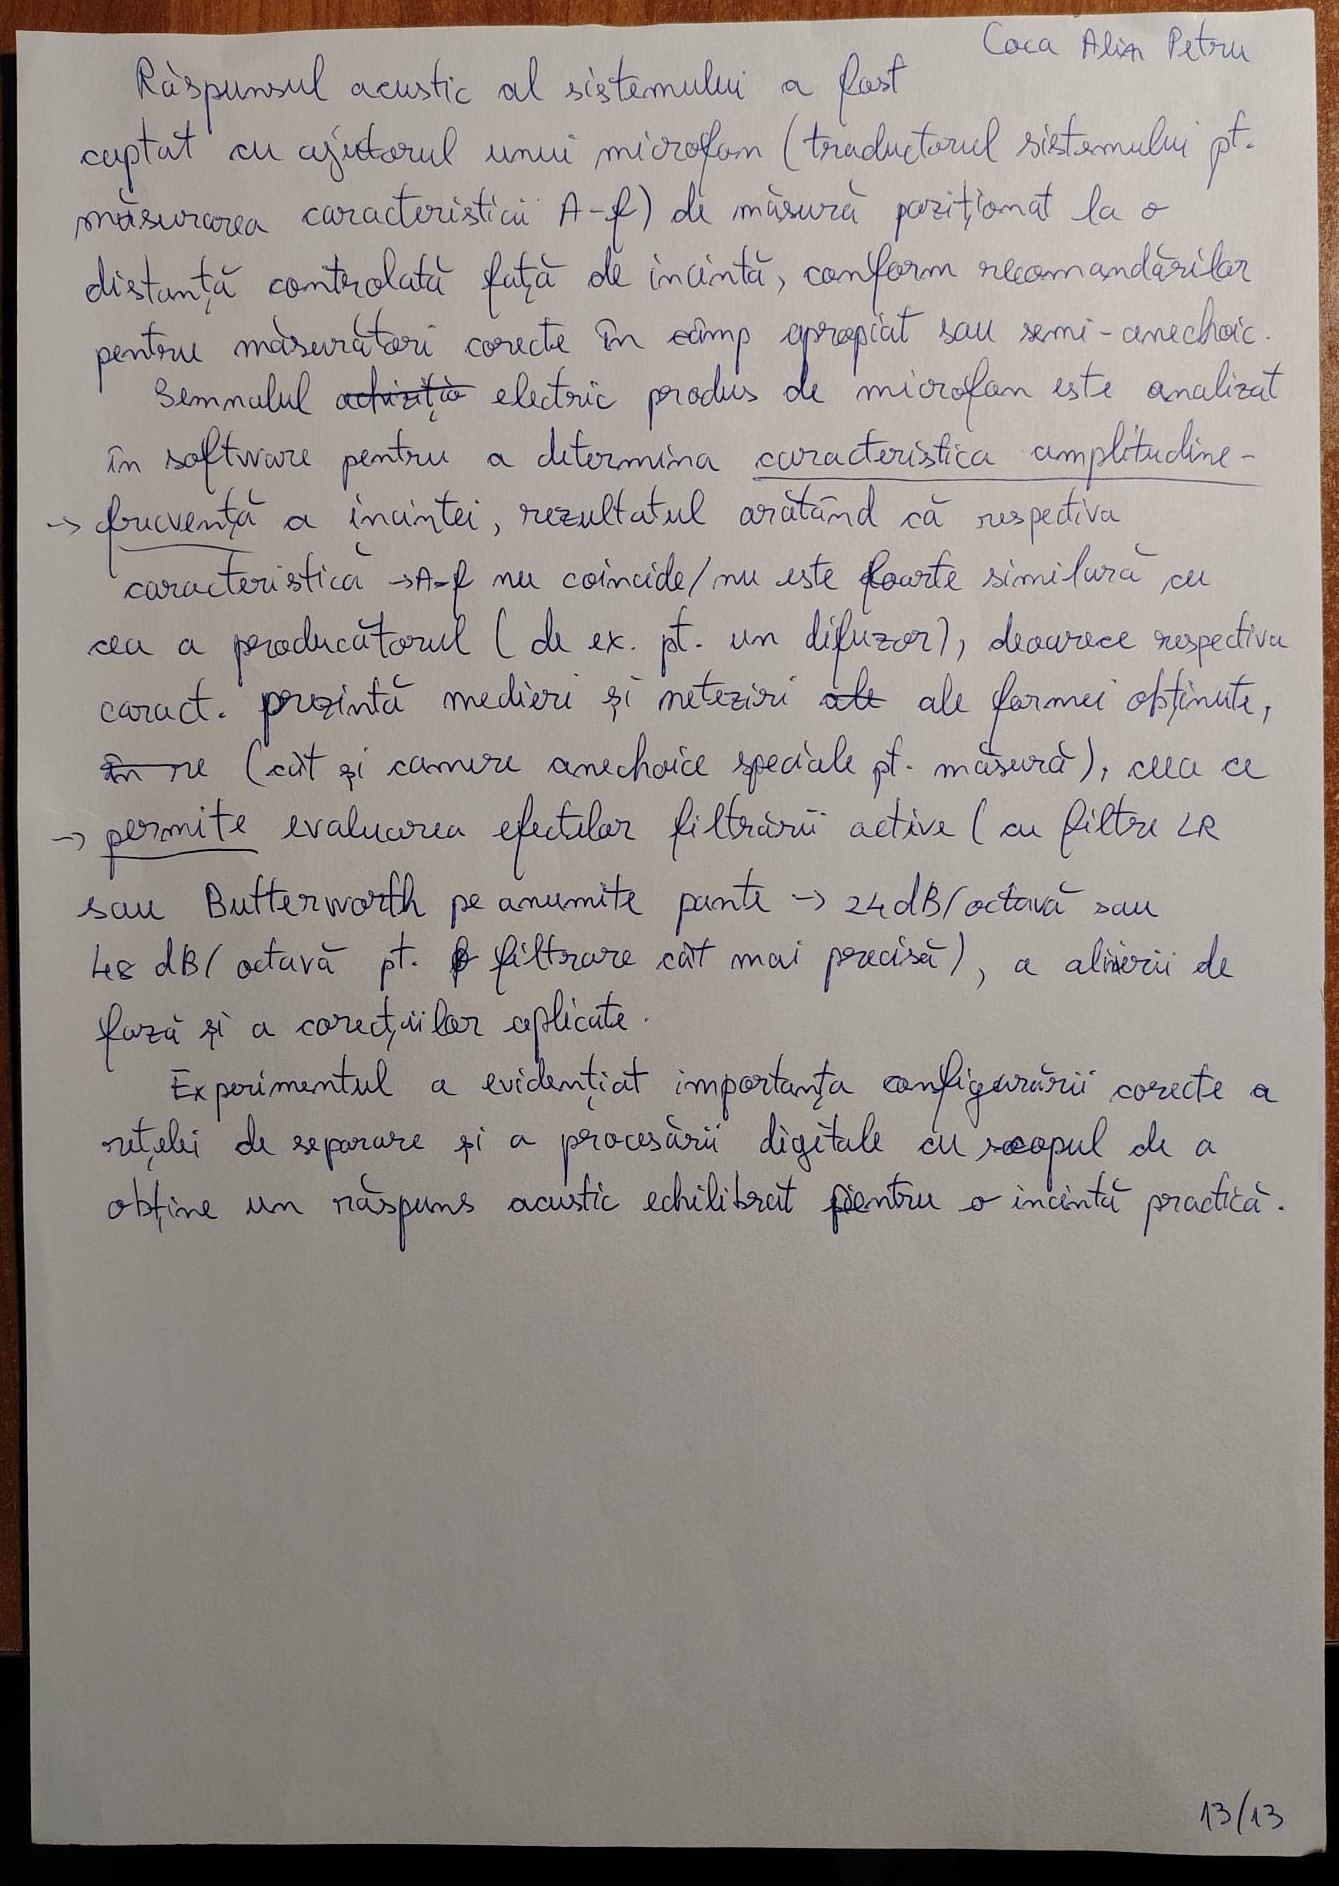 Coca Alin Petru
Răspunsul acustic al sistemului a fost
captat cu ajutorul unui microfon (traductorul sistemului pt.
măsurarea caracteristicii A-f) de măsură poziționat la o
distanță controlată față de incintă, conform recomandărilor
pentru măsurători corecte în câmp apropiat sau semi-anechoic.
Semnalul achiziția electric produs de microfon este analizat
în software pentru a determina caracteristica amplitudine-
→ frecvență a incintei, rezultatul arătând că respectiva
caracteristică →A-f nu coincide/nu este foarte similară cu
cea a producătorul (de ex. pt. un difuzor), deoarece respectiva
caract. prezintă medieri și neteziri ale ale formei obținute,
în re (cât și camere anechoice speciale pt. măsură), ceea ce
→ permite evaluarea efectelor filtrării active (cu filtre LR
sau Butterworth pe anumite pante → 24dB/octavă sau
48 dB/octavă pt. filtrare cât mai precisă), a alinierii de
fază și a corecțiilor aplicate.
Experimentul a evidențiat importanța configurării corecte a
rețelei de separare și a procesării digitale cu scopul de a
obține un răspuns acustic echilibrat pentru o incintă practică.
13/13